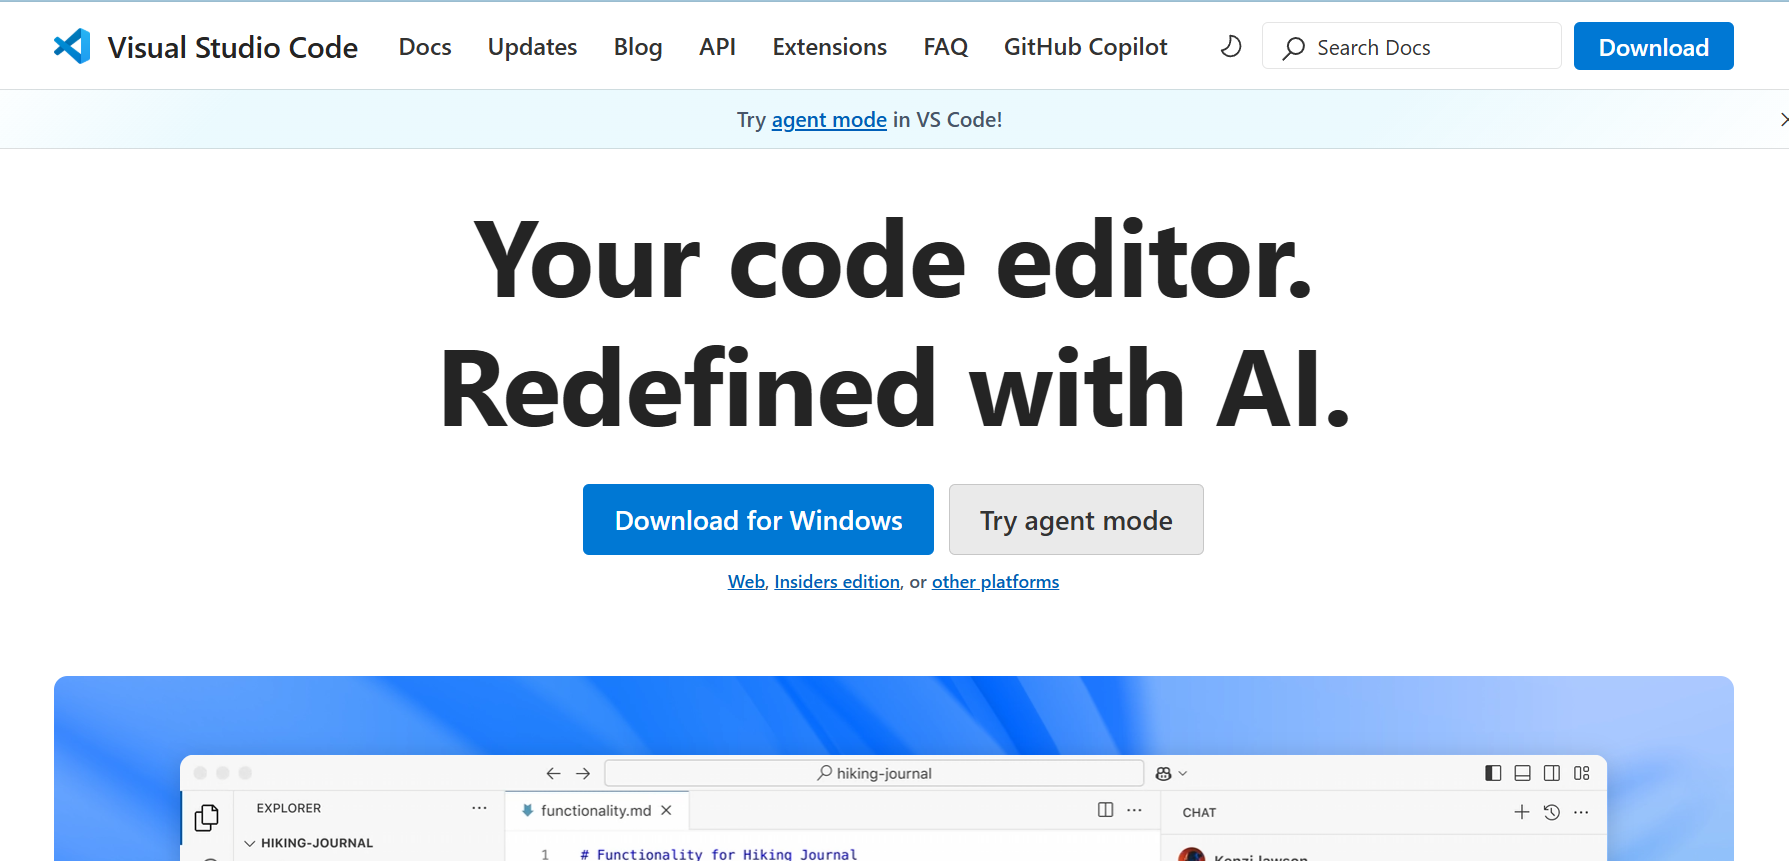 Visual Studio Code Docs Updates Blog API Extensions FAQ GitHub Copilot Search Docs Download
Try agent mode in VS Code!
Your code editor.
Redefined with AI.
Download for Windows Try agent mode
Web, Insiders edition, or other platforms
hiking-journal
EXPLORER functionality.md CHAT
HIKING-JOURNAL
1 # Functionality for Hiking Journal